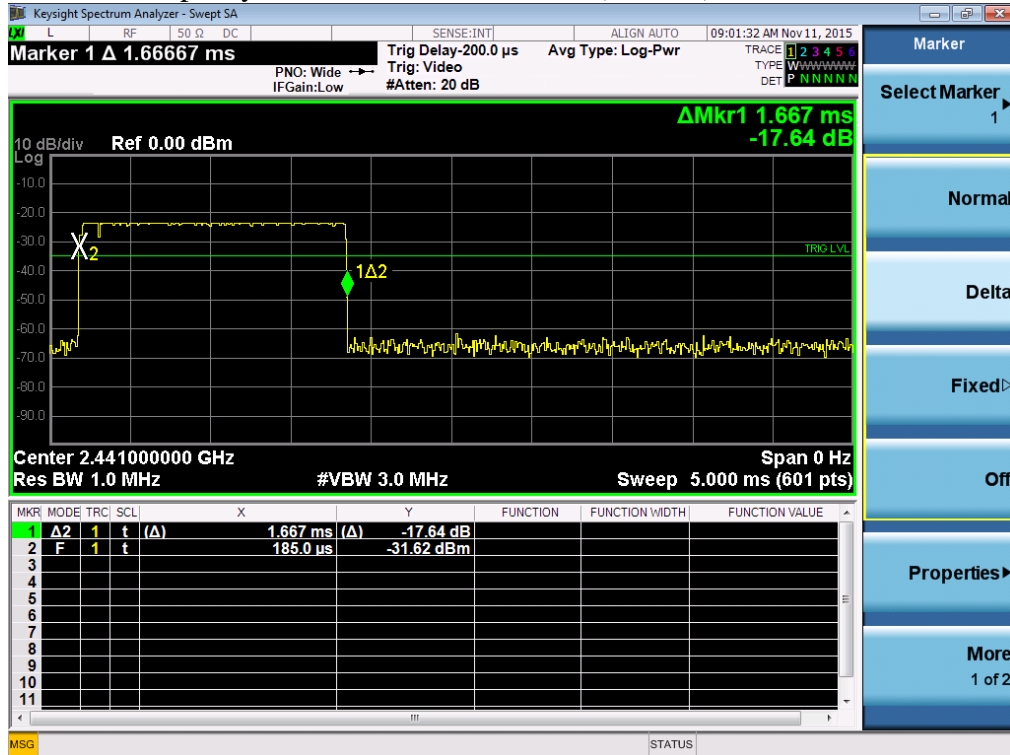 Keysight Spectrum Analyzer - Swept SA
LXI L RF 50 Ω DC SENSE:INT ALIGN AUTO 09:01:32 AM Nov 11, 2015
Marker 1 Δ 1.66667 ms
PNO: Wide
IFGain:Low
Trig Delay-200.0 µs
Trig: Video
#Atten: 20 dB
Avg Type: Log-Pwr
TRACE 1 2 3 4 5 6
TYPE WWWWWW
DET P N N N N N
ΔMkr1 1.667 ms
-17.64 dB
10 dB/div Ref 0.00 dBm
Log
-10.0
-20.0
-30.0
-40.0
-50.0
-60.0
-70.0
-80.0
-90.0
TRIG LVL
X2
1Δ2
Center 2.441000000 GHz Span 0 Hz
Res BW 1.0 MHz #VBW 3.0 MHz Sweep 5.000 ms (601 pts)
MKR MODE TRC SCL X Y FUNCTION FUNCTION WIDTH FUNCTION VALUE
1 Δ2 1 t (Δ) 1.667 ms (Δ) -17.64 dB
2 F 1 t 185.0 µs -31.62 dBm
3
4
5
6
7
8
9
10
11
MSG STATUS
Marker
Select Marker
1
Normal
Delta
Fixed
Off
Properties
More
1 of 2